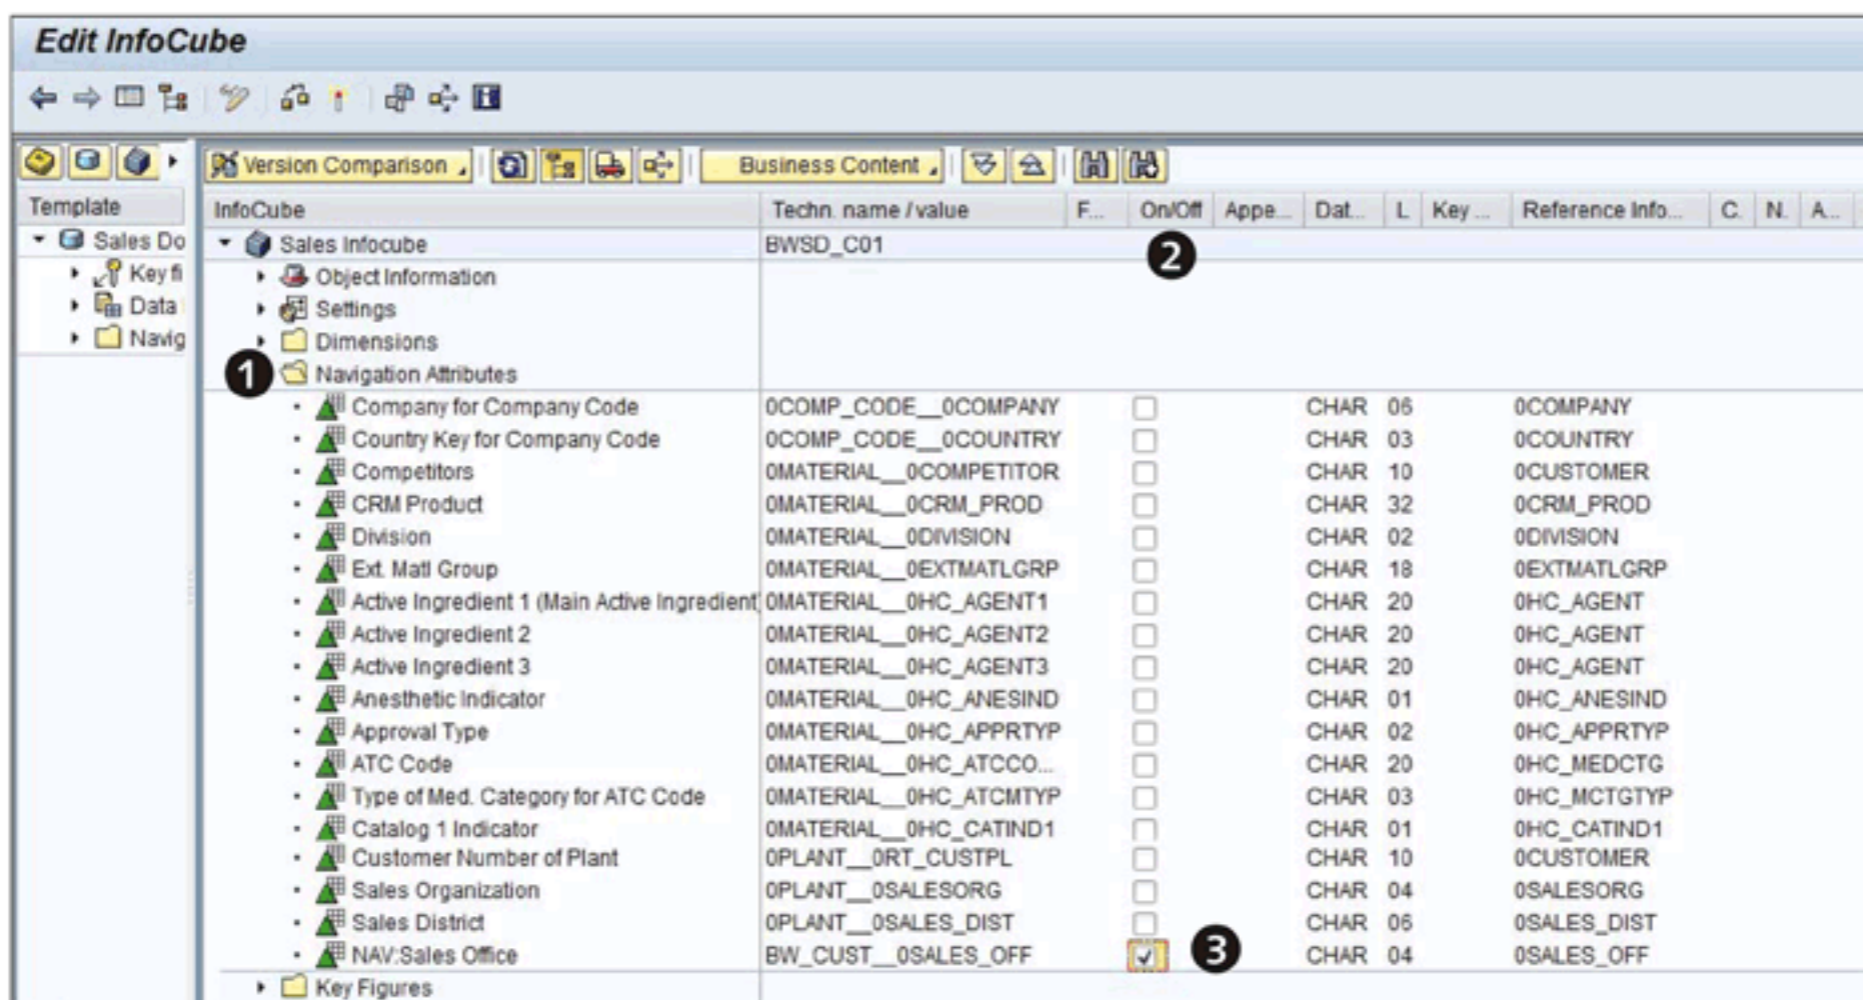 Edit InfoCube
Version Comparison Business Content
Template InfoCube Techn. name / value F... On/Off Appe... Dat... L Key ... Reference Info... C. N. A...
Sales Do Sales Infocube BWSD_C01 2
Key fi Object Information
Data Settings
Navig Dimensions
1 Navigation Attributes
Company for Company Code 0COMP_CODE__0COMPANY CHAR 06 0COMPANY
Country Key for Company Code 0COMP_CODE__0COUNTRY CHAR 03 0COUNTRY
Competitors 0MATERIAL__0COMPETITOR CHAR 10 0CUSTOMER
CRM Product 0MATERIAL__0CRM_PROD CHAR 32 0CRM_PROD
Division 0MATERIAL__0DIVISION CHAR 02 0DIVISION
Ext. Matl Group 0MATERIAL__0EXTMATLGRP CHAR 18 0EXTMATLGRP
Active Ingredient 1 (Main Active Ingredient) 0MATERIAL__0HC_AGENT1 CHAR 20 0HC_AGENT
Active Ingredient 2 0MATERIAL__0HC_AGENT2 CHAR 20 0HC_AGENT
Active Ingredient 3 0MATERIAL__0HC_AGENT3 CHAR 20 0HC_AGENT
Anesthetic Indicator 0MATERIAL__0HC_ANESIND CHAR 01 0HC_ANESIND
Approval Type 0MATERIAL__0HC_APPRTYP CHAR 02 0HC_APPRTYP
ATC Code 0MATERIAL__0HC_ATCCO... CHAR 20 0HC_MEDCTG
Type of Med. Category for ATC Code 0MATERIAL__0HC_ATCMTYP CHAR 03 0HC_MCTGTYP
Catalog 1 Indicator 0MATERIAL__0HC_CATIND1 CHAR 01 0HC_CATIND1
Customer Number of Plant 0PLANT__0RT_CUSTPL CHAR 10 0CUSTOMER
Sales Organization 0PLANT__0SALESORG CHAR 04 0SALESORG
Sales District 0PLANT__0SALES_DIST CHAR 06 0SALES_DIST
NAV:Sales Office BW_CUST__0SALES_OFF 3 CHAR 04 0SALES_OFF
Key Figures